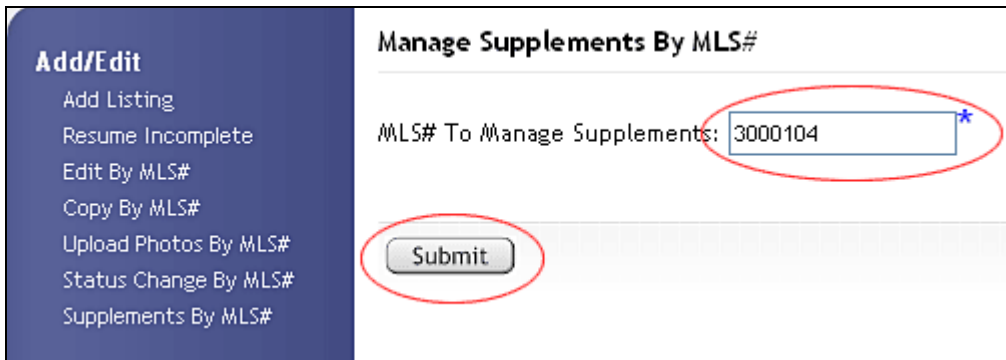 Add/Edit
Add Listing
Resume Incomplete
Edit By MLS#
Copy By MLS#
Upload Photos By MLS#
Status Change By MLS#
Supplements By MLS#
Manage Supplements By MLS#
MLS# To Manage Supplements: 3000104 *
Submit